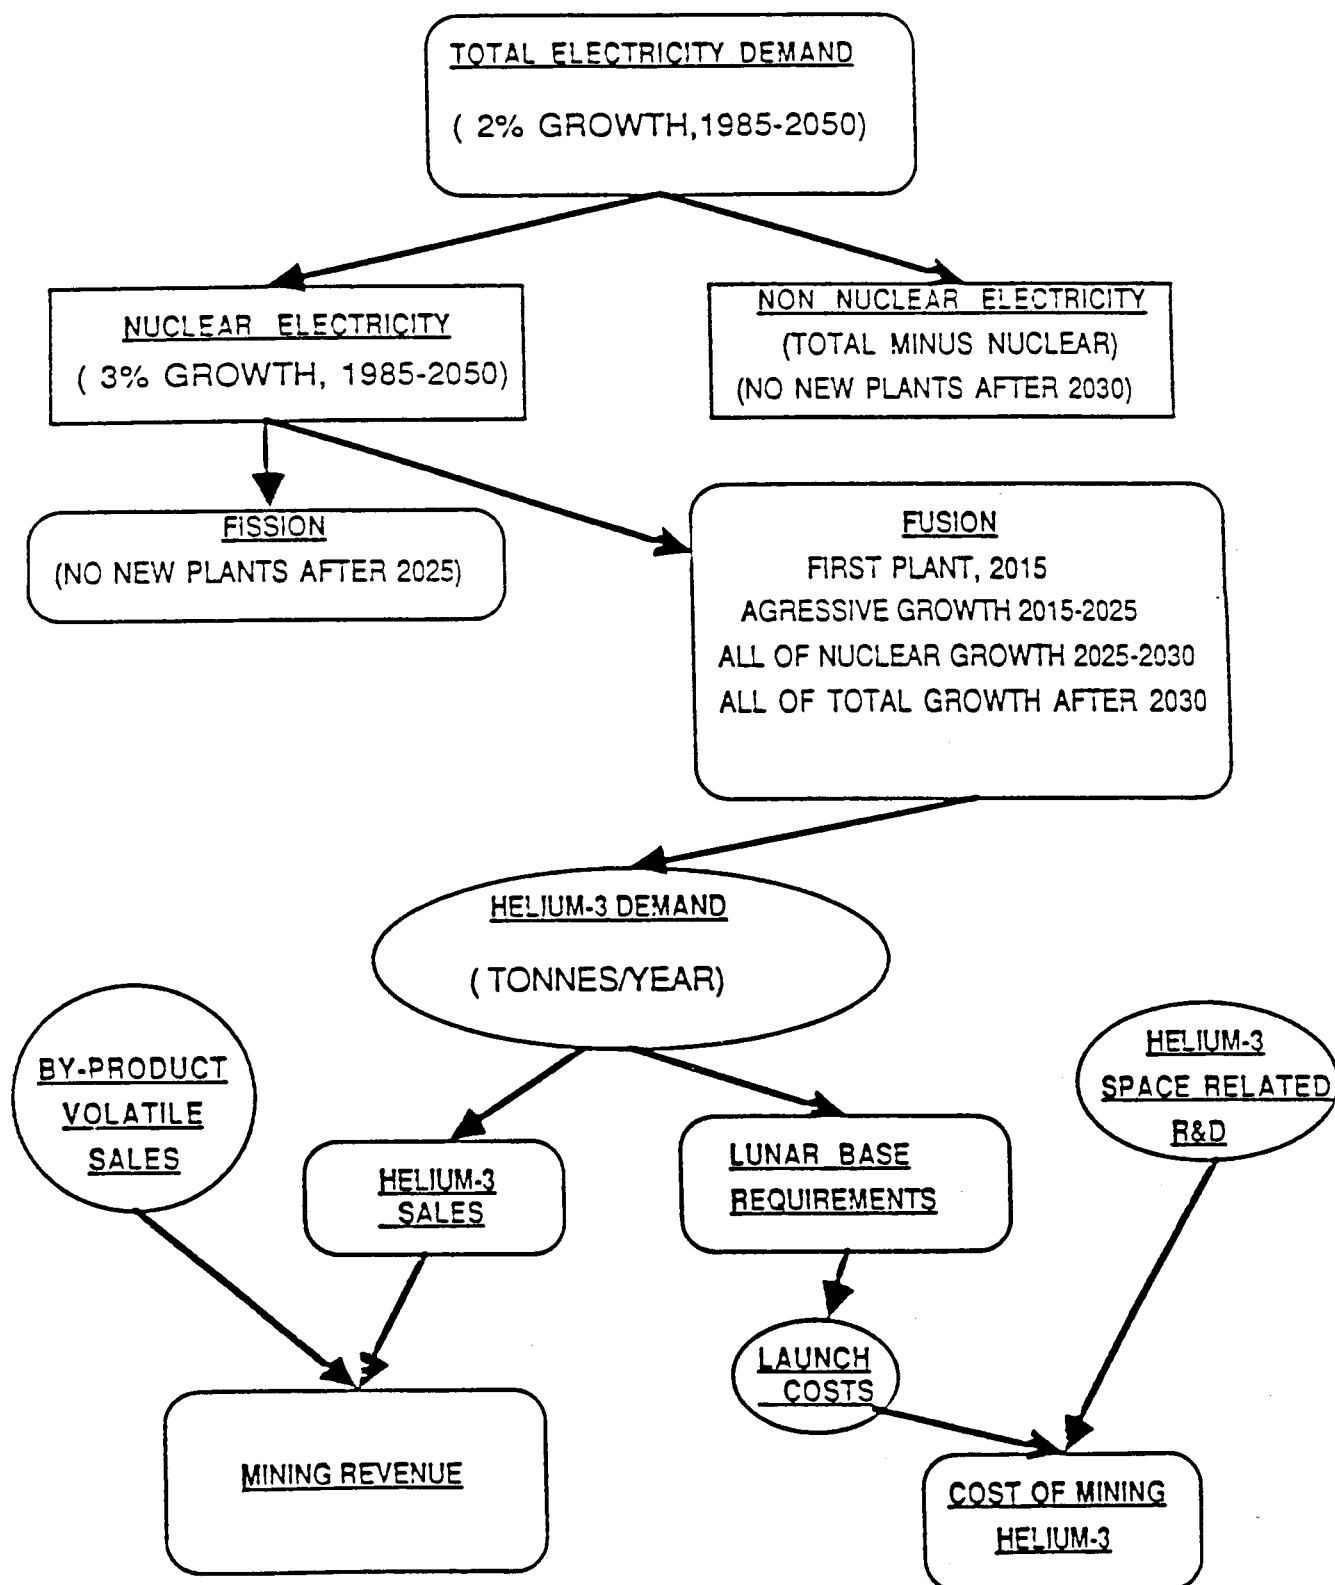 TOTAL ELECTRICITY DEMAND
( 2% GROWTH,1985-2050)
NUCLEAR ELECTRICITY
( 3% GROWTH, 1985-2050)
NON NUCLEAR ELECTRICITY
(TOTAL MINUS NUCLEAR)
(NO NEW PLANTS AFTER 2030)
FISSION
(NO NEW PLANTS AFTER 2025)
FUSION
FIRST PLANT, 2015
AGRESSIVE GROWTH 2015-2025
ALL OF NUCLEAR GROWTH 2025-2030
ALL OF TOTAL GROWTH AFTER 2030
HELIUM-3 DEMAND
( TONNES/YEAR)
BY-PRODUCT
VOLATILE
SALES
HELIUM-3
SALES
LUNAR BASE
REQUIREMENTS
HELIUM-3
SPACE RELATED
R&D
LAUNCH
COSTS
MINING REVENUE
COST OF MINING
HELIUM-3